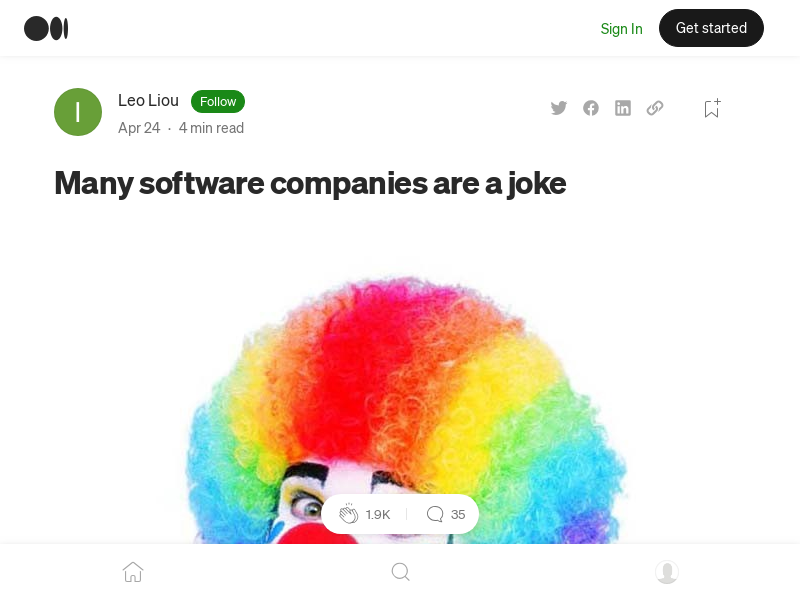 Sign In
Get started
l
Leo Liou
Follow
Apr 24 · 4 min read
Many software companies are a joke
1.9K
35